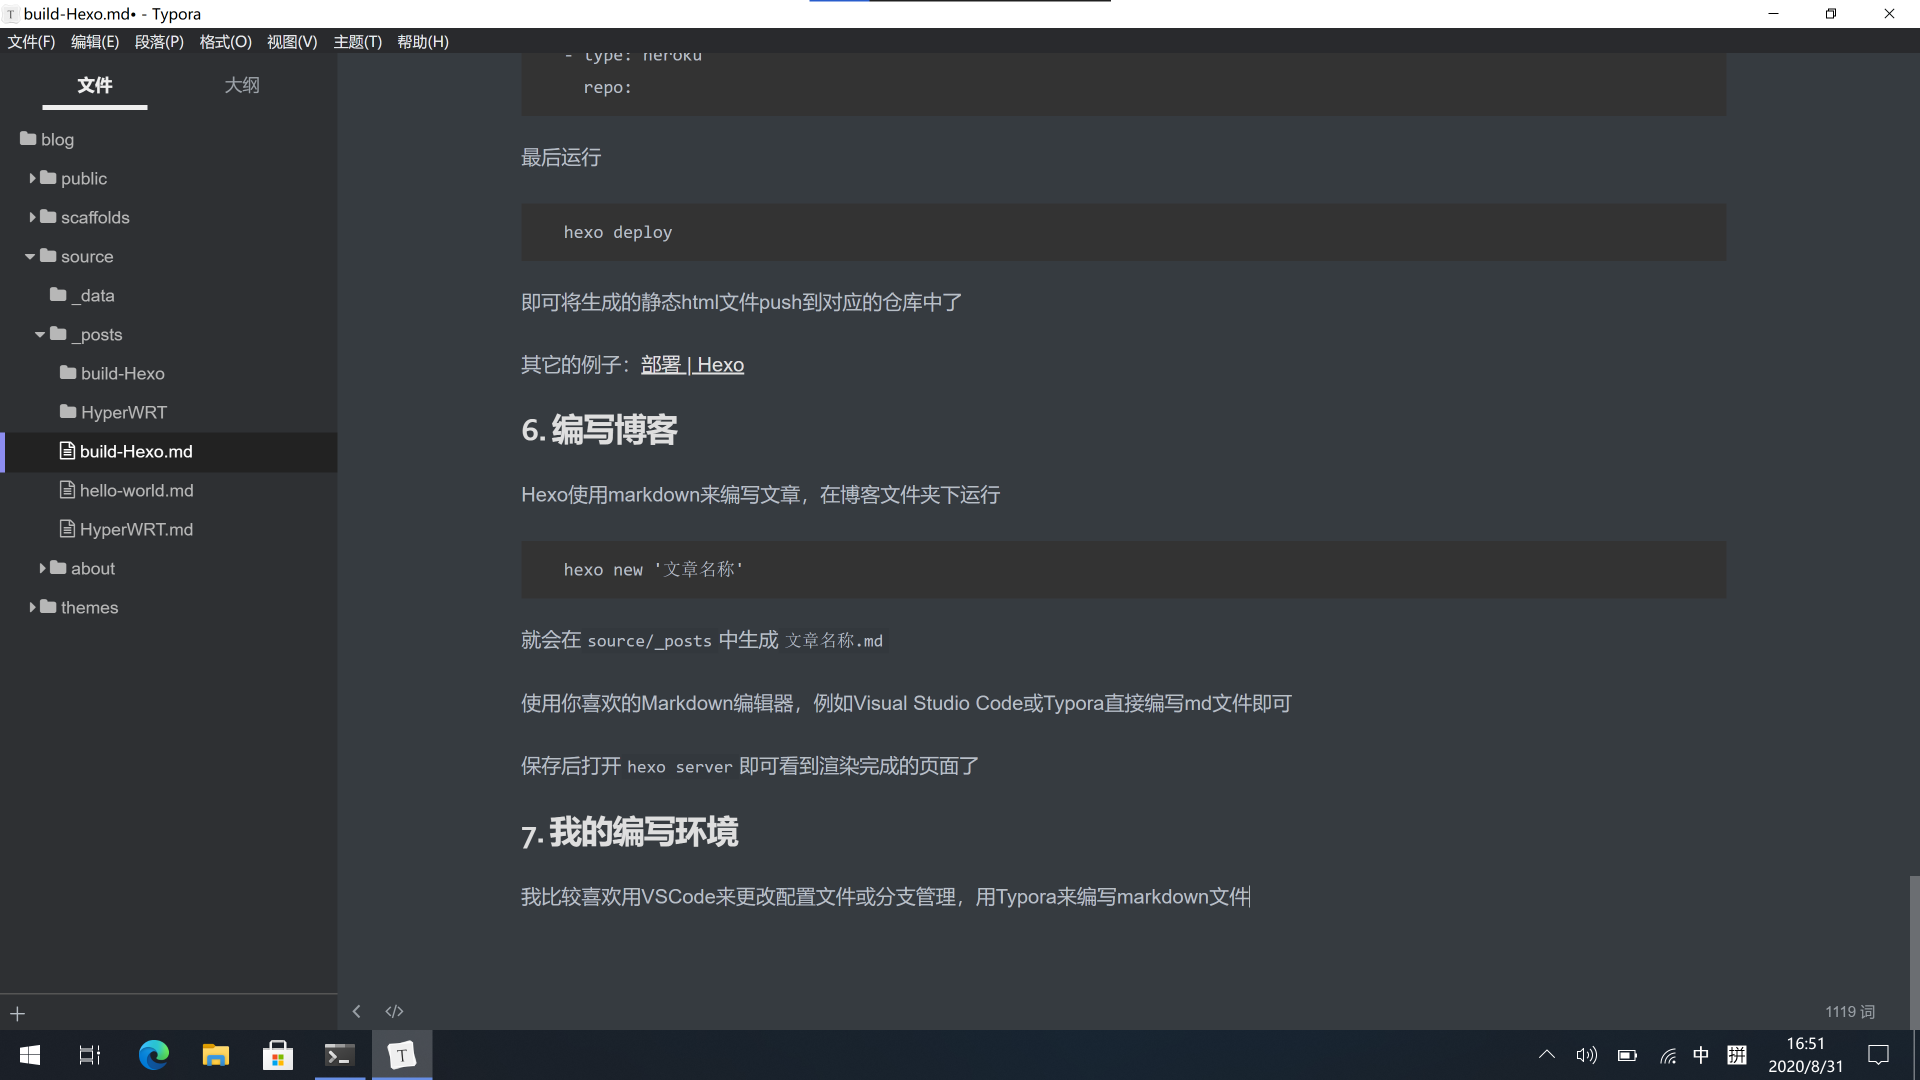 build-Hexo.md• - Typora
文件(F) 编辑(E) 段落(P) 格式(O) 视图(V) 主题(T) 帮助(H)
文件 大纲
blog
public
scaffolds
source
_data
_posts
build-Hexo
HyperWRT
build-Hexo.md
hello-world.md
HyperWRT.md
about
themes
- type: heroku
repo:
最后运行
hexo deploy
即可将生成的静态html文件push到对应的仓库中了
其它的例子：部署 | Hexo
6. 编写博客
Hexo使用markdown来编写文章，在博客文件夹下运行
hexo new '文章名称'
就会在 source/_posts 中生成 文章名称.md
使用你喜欢的Markdown编辑器，例如Visual Studio Code或Typora直接编写md文件即可
保存后打开 hexo server 即可看到渲染完成的页面了
7. 我的编写环境
我比较喜欢用VSCode来更改配置文件或分支管理，用Typora来编写markdown文件
1119 词
中 拼
16:51
2020/8/31